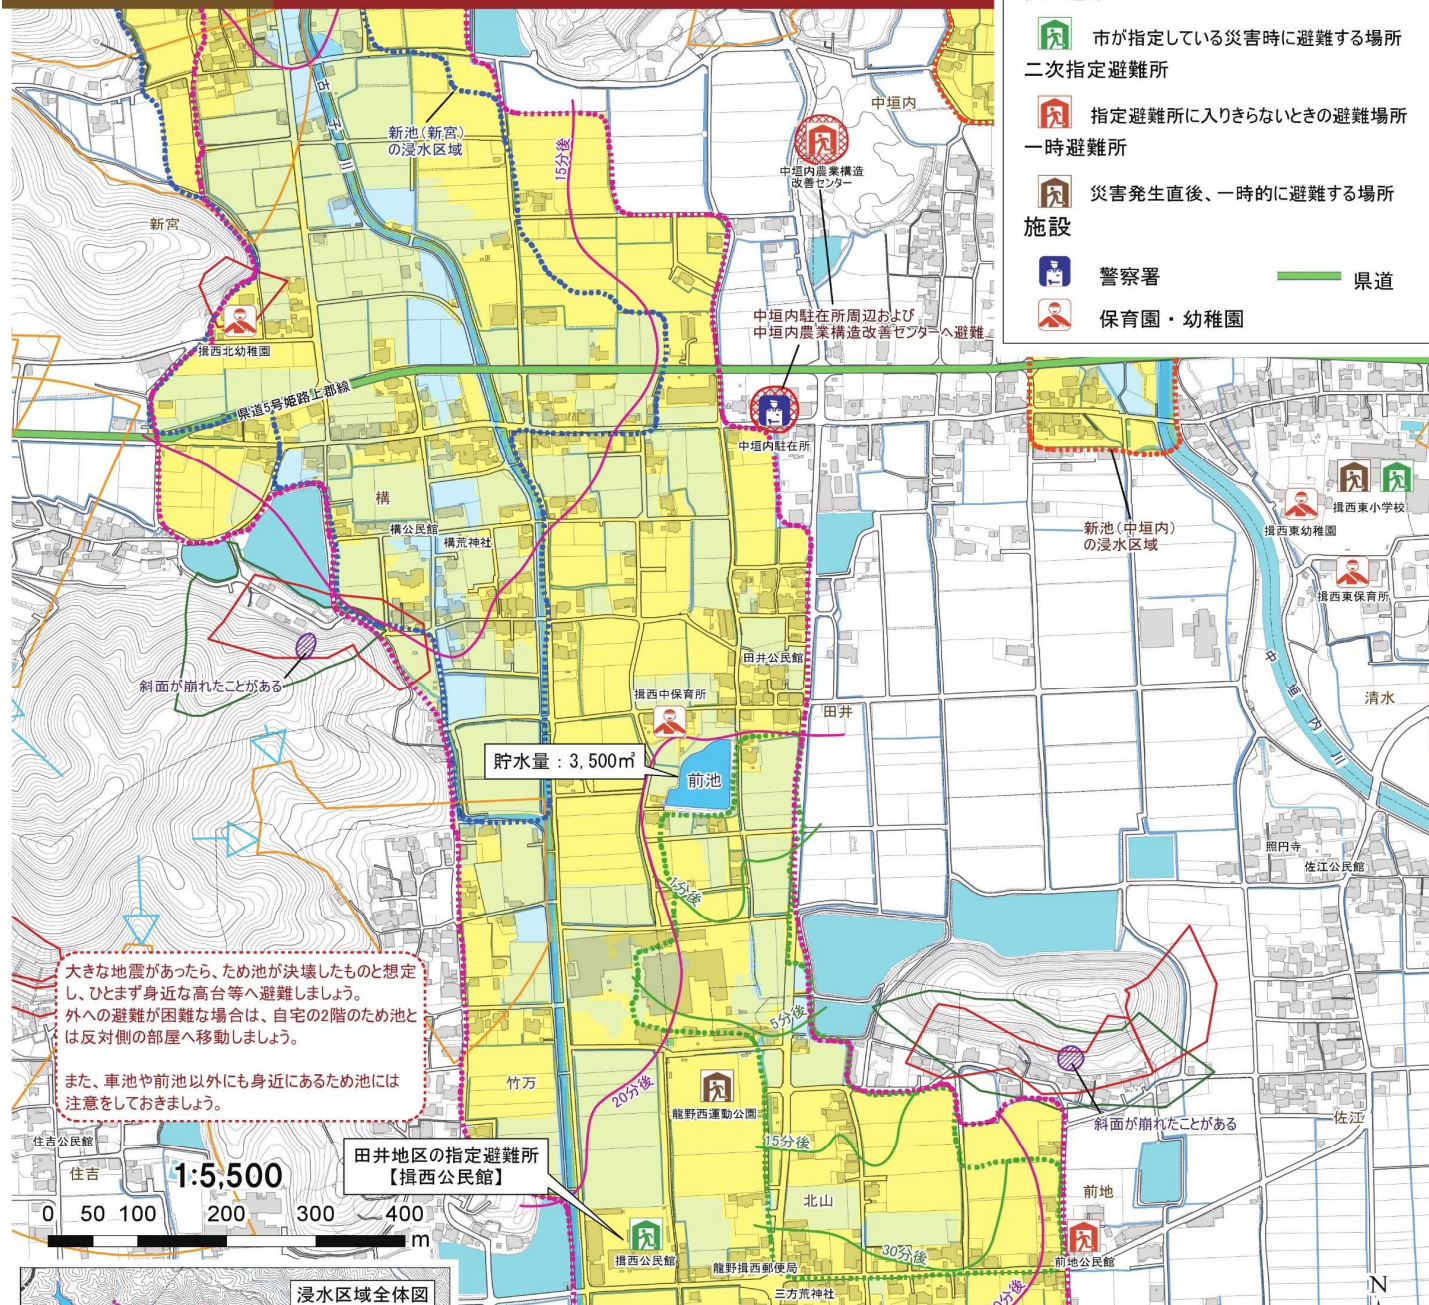 市が指定している災害時に避難する場所
二次指定避難所
指定避難所に入りきらないときの避難場所
一時避難所
災害発生直後、一時的に避難する場所
施設
警察署
県道
保育園・幼稚園
古子川
新池(新宮)
の浸水区域
15分後
中垣内
中垣内農業構造
改善センター
新宮
揖西北幼稚園
中垣内駐在所周辺および
中垣内農業構造改善センターへ避難
県道5号姫路上郡線
中垣内駐在所
構
構公民館
構荒神社
新池(中垣内)
の浸水区域
揖西東小学校
揖西東幼稚園
揖西東保育所
斜面が崩れたことがある
田井公民館
揖西中保育所
田井
中垣内川
清水
貯水量:3,500㎥
前池
照円寺
佐江公民館
1分後
大きな地震があったら、ため池が決壊したものと想定
し、ひとまず身近な高台等へ避難しましょう。
外への避難が困難な場合は、自宅の2階のため池と
は反対側の部屋へ移動しましょう。
また、車池や前池以外にも身近にあるため池には
注意をしておきましょう。
5分後
竹万
20分後
龍野西運動公園
斜面が崩れたことがある
佐江
住吉公民館
住吉
1:5,500
0 50 100 200 300 400
m
田井地区の指定避難所
【揖西公民館】
15分後
北山
前地
揖西公民館
龍野揖西郵便局
30分後
前地公民館
三方荒神社
0分後
浸水区域全体図
N